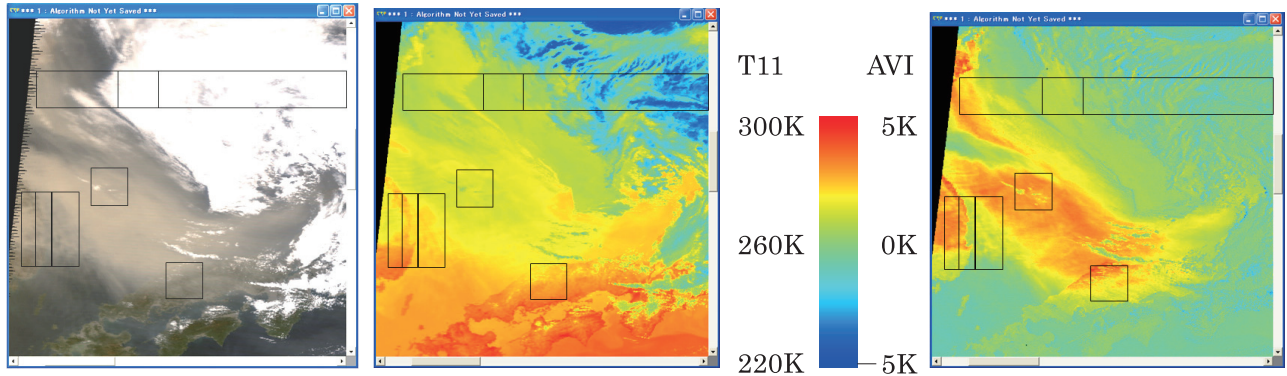 *** 1 : Algorithm Not Yet Saved ***
*** 1 : Algorithm Not Yet Saved ***
T11 AVI
300K 5K
260K 0K
220K −5K
*** 1 : Algorithm Not Yet Saved ***